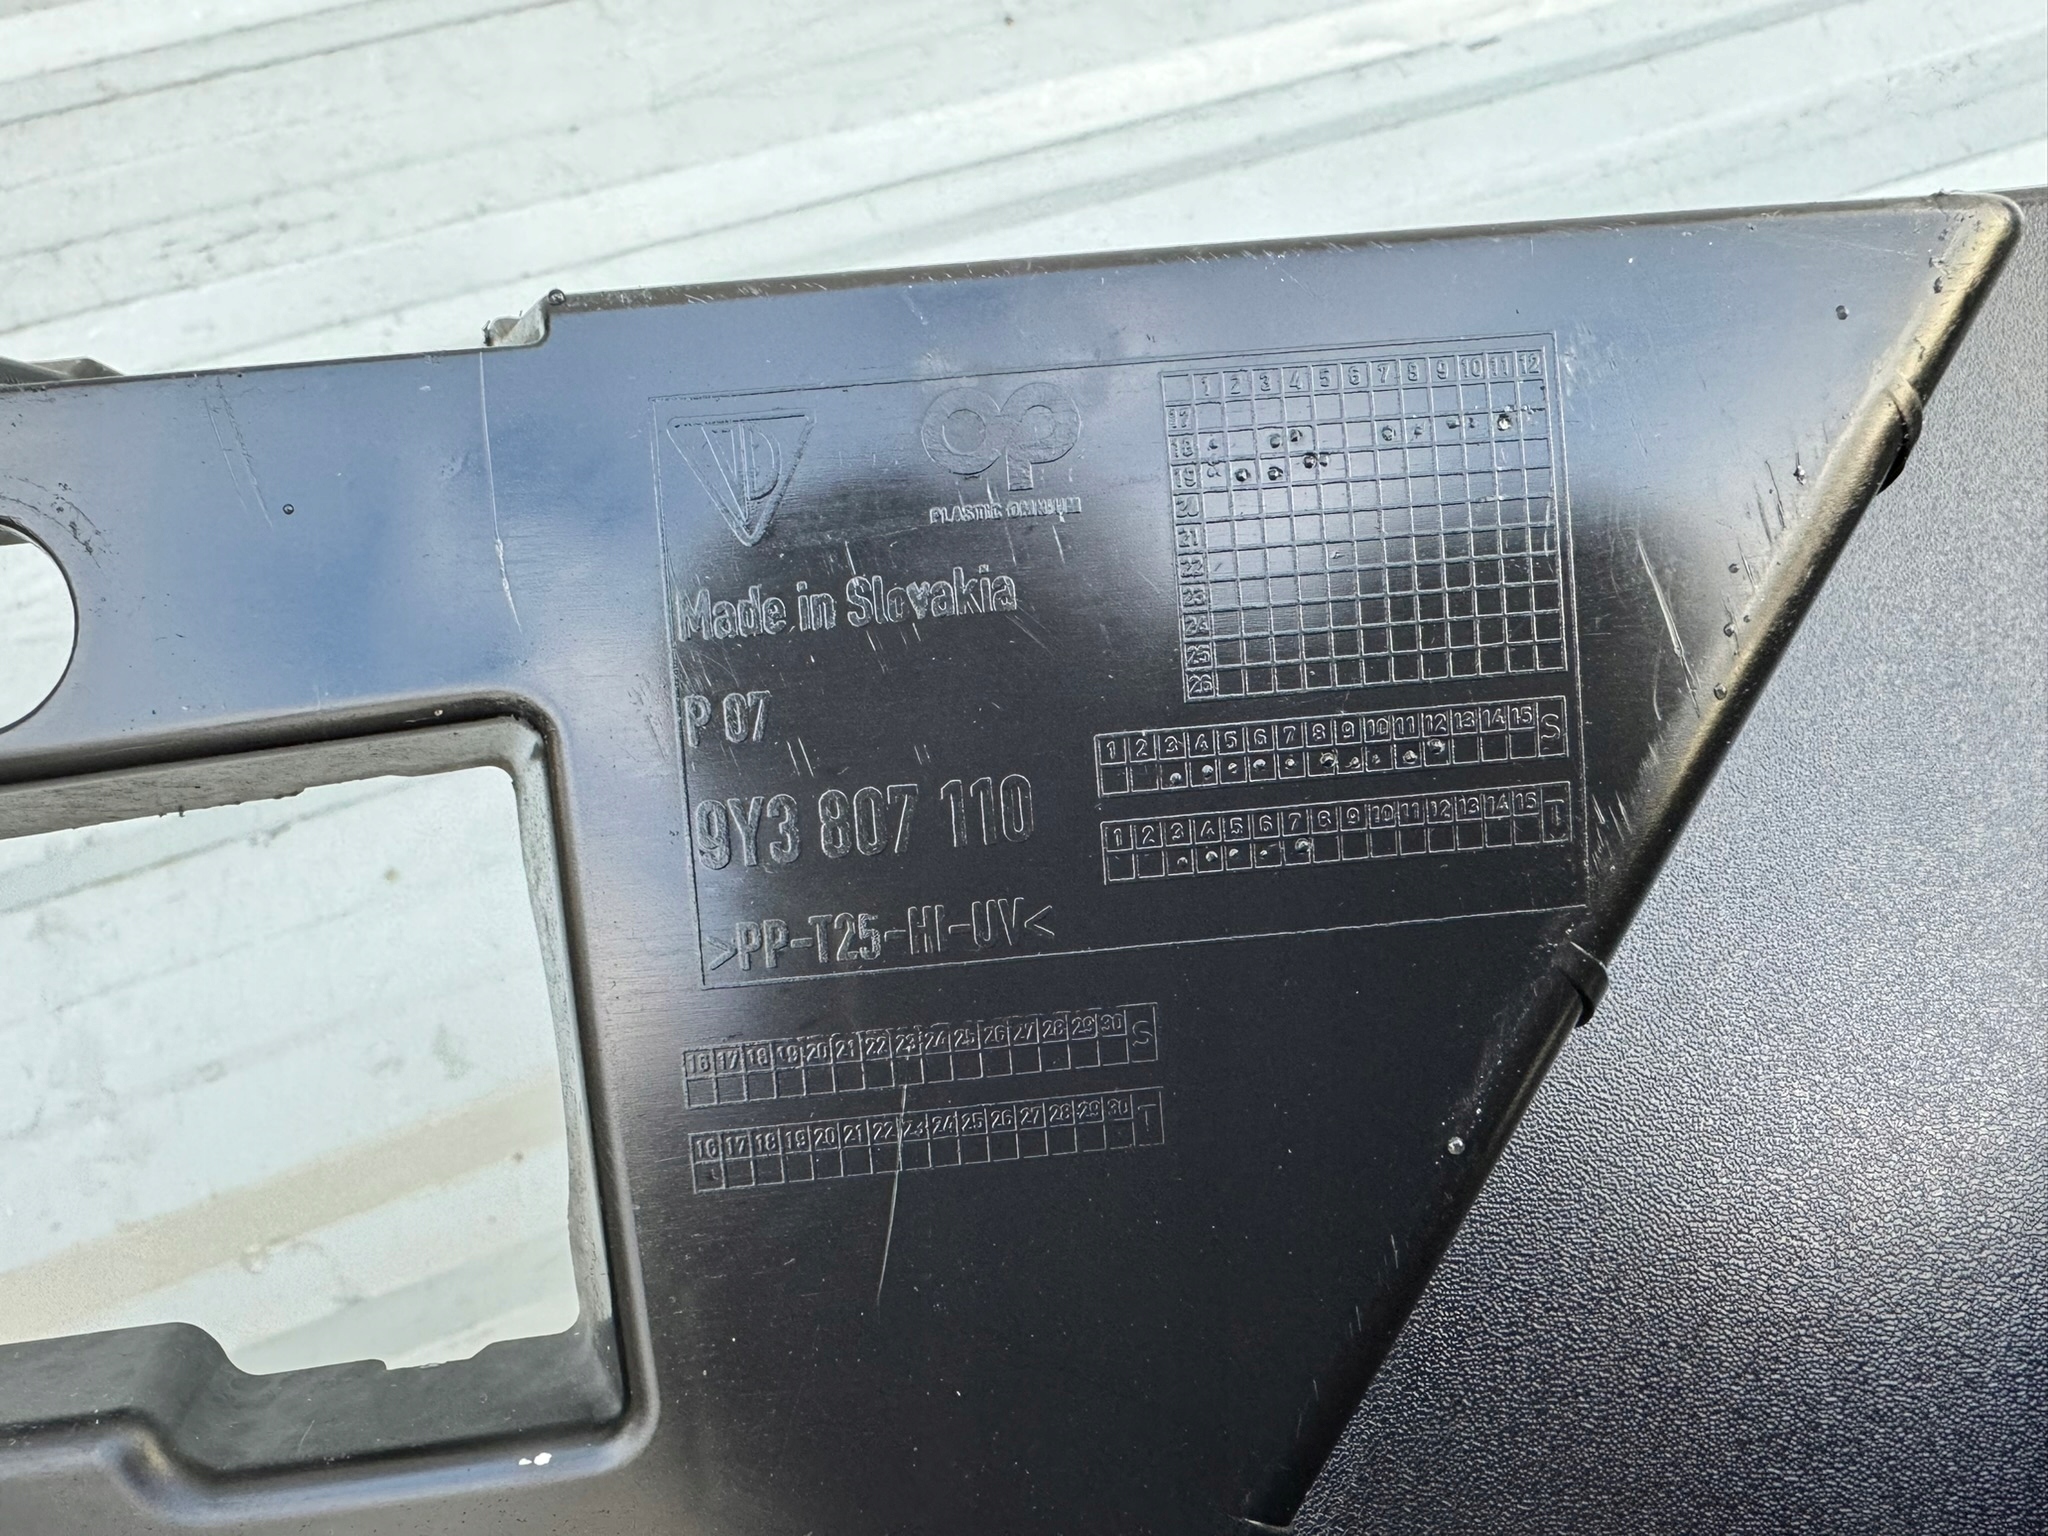 VD
PLASTIC OMNIUM
Made in Slovakia
P 07
9Y3 807 110
>PP-T25-HI-UV<
1 2 3 4 5 6 7 8 9 10 11 12
17
18
19
20
21
22
23
24
25
26
1 2 3 4 5 6 7 8 9 10 11 12 13 14 15 S
1 2 3 4 5 6 7 8 9 10 11 12 13 14 15 T
16 17 18 19 20 21 22 23 24 25 26 27 28 29 30 S
16 17 18 19 20 21 22 23 24 25 26 27 28 29 30 T